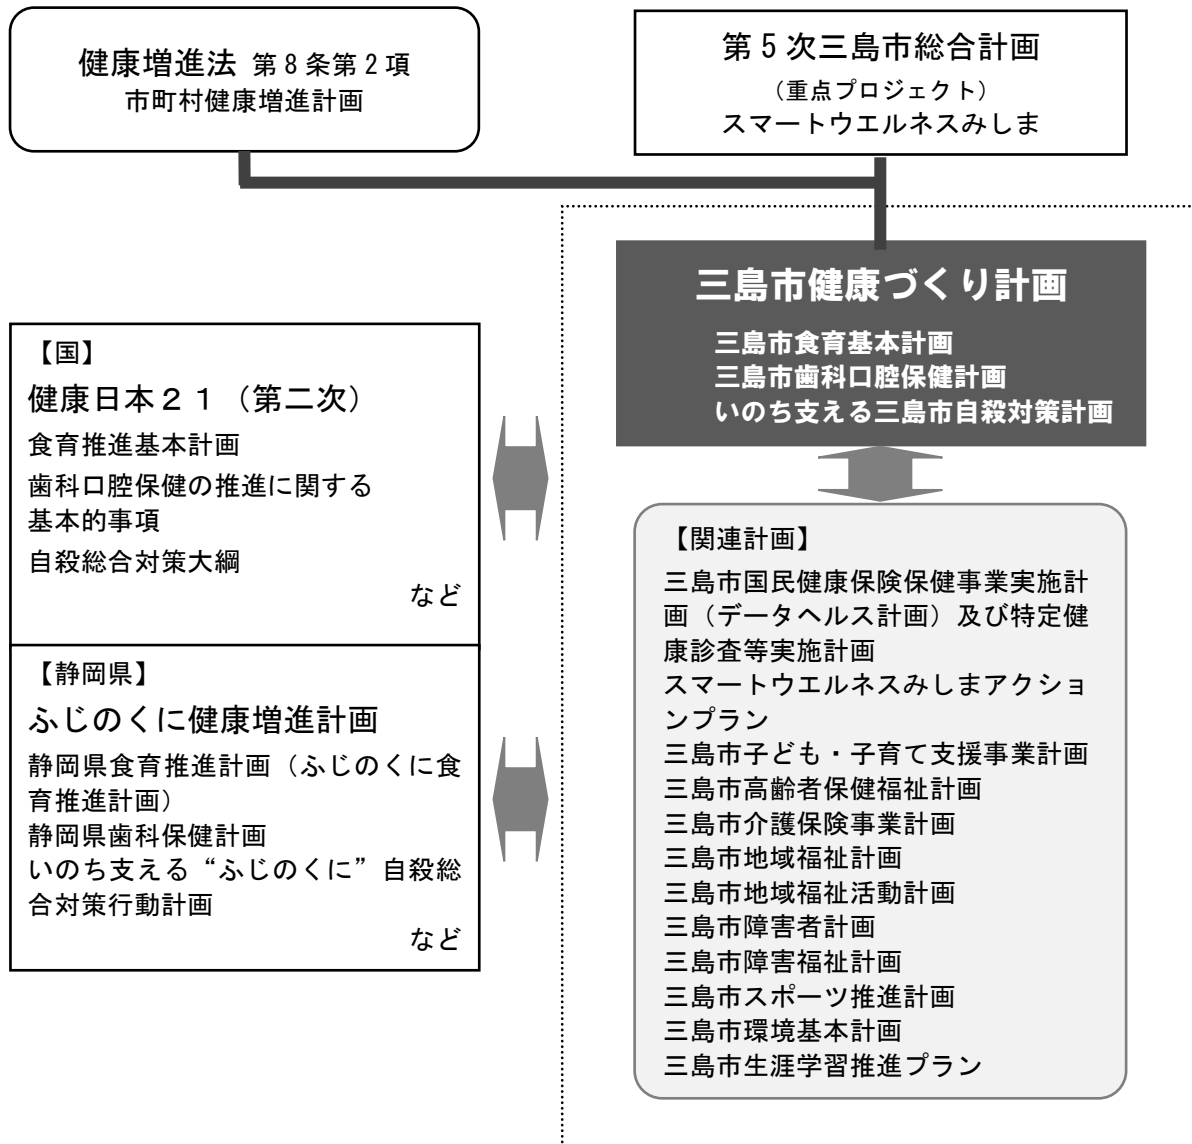 健康増進法 第8条第2項
市町村健康増進計画
第5次三島市総合計画
（重点プロジェクト）
スマートウエルネスみしま
三島市健康づくり計画
三島市食育基本計画
三島市歯科口腔保健計画
いのち支える三島市自殺対策計画
【国】
健康日本２１（第二次）
食育推進基本計画
歯科口腔保健の推進に関する
基本的事項
自殺総合対策大綱
など
【静岡県】
ふじのくに健康増進計画
静岡県食育推進計画（ふじのくに食
育推進計画）
静岡県歯科保健計画
いのち支える“ふじのくに”自殺総
合対策行動計画
など
【関連計画】
三島市国民健康保険保健事業実施計
画（データヘルス計画）及び特定健
康診査等実施計画
スマートウエルネスみしまアクショ
ンプラン
三島市子ども・子育て支援事業計画
三島市高齢者保健福祉計画
三島市介護保険事業計画
三島市地域福祉計画
三島市地域福祉活動計画
三島市障害者計画
三島市障害福祉計画
三島市スポーツ推進計画
三島市環境基本計画
三島市生涯学習推進プラン